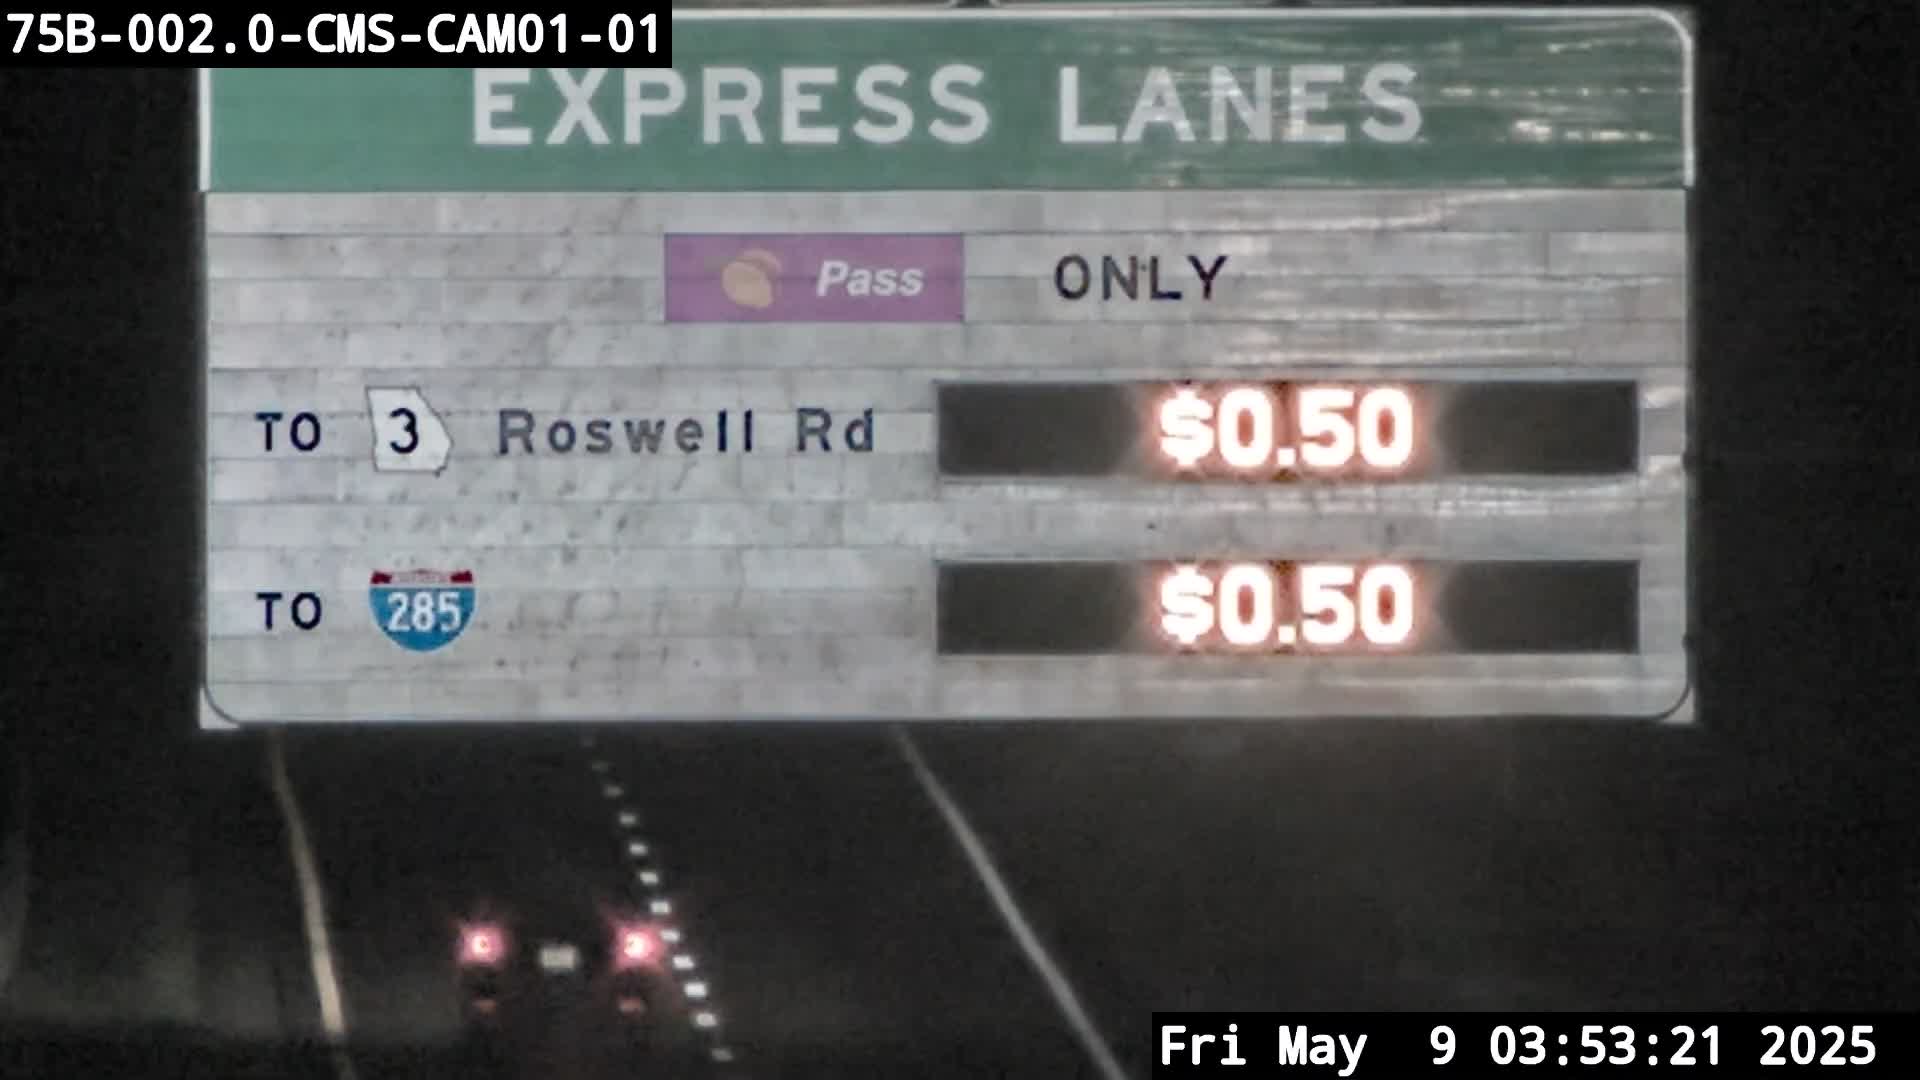 75B-002.0-CMS-CAM01-01
EXPRESS LANES
Pass ONLY
TO 3 Roswell Rd $0.50
TO 285 $0.50
Fri May 9 03:53:21 2025